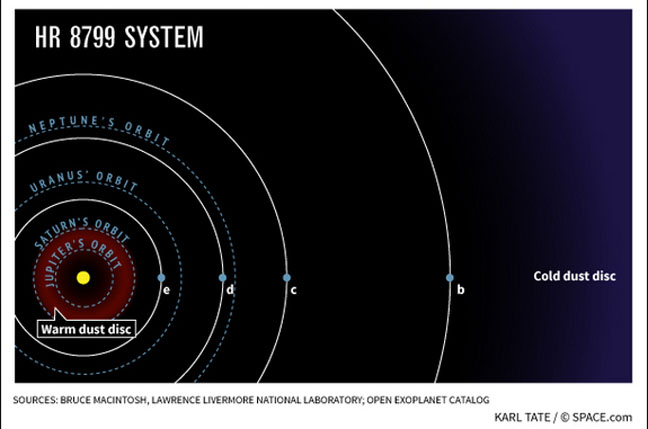 HR 8799 SYSTEM
NEPTUNE'S ORBIT
URANUS' ORBIT
SATURN'S ORBIT
JUPITER'S ORBIT
e
d
c
b
Cold dust disc
Warm dust disc
SOURCES: BRUCE MACINTOSH, LAWRENCE LIVERMORE NATIONAL LABORATORY; OPEN EXOPLANET CATALOG
KARL TATE / © SPACE.com